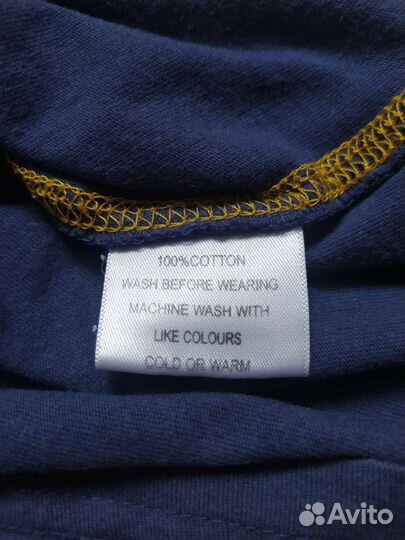 100%COTTON
WASH BEFORE WEARING
MACHINE WASH WITH
LIKE COLOURS
COLD OR WARM
Avito